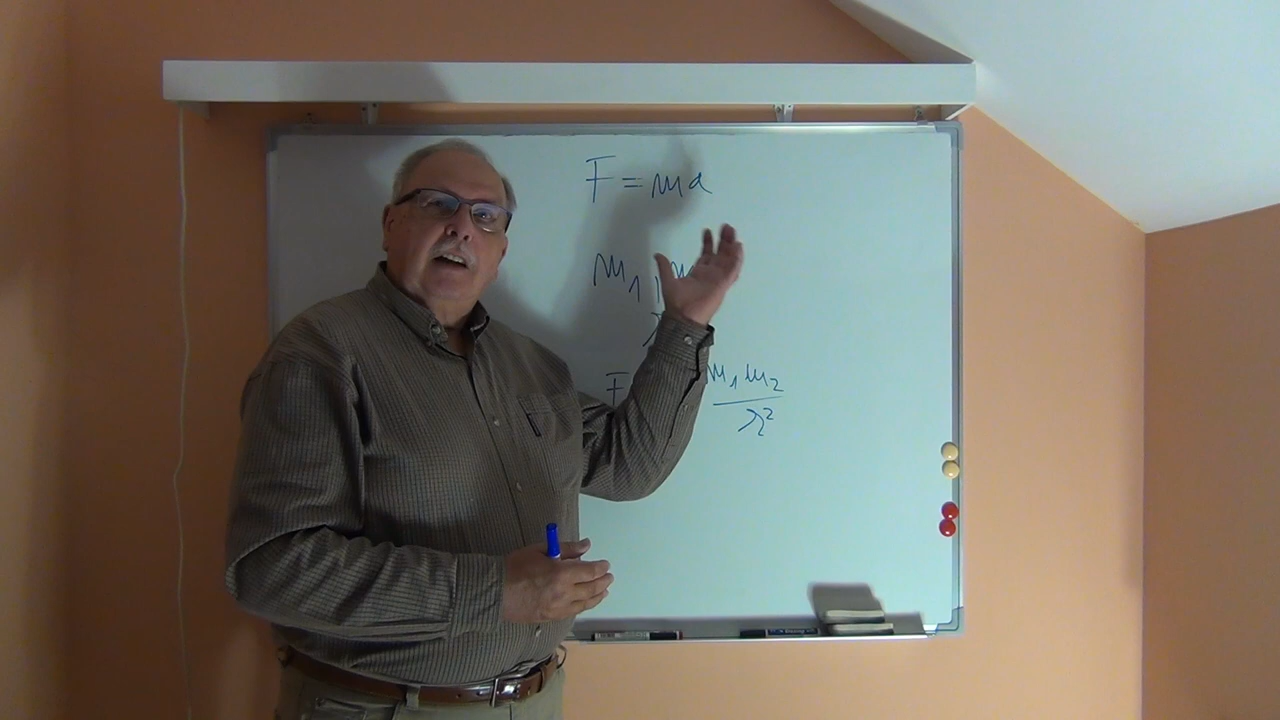 F = ma
m₁
F m₁ m₂
r²